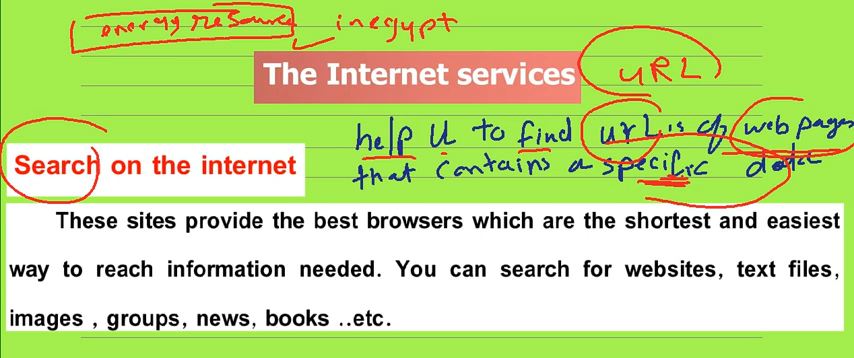 energy resource in egypt
The Internet services URL
help U to find url is of web pages
Search on the internet
that contains a specific data
These sites provide the best browsers which are the shortest and easiest
way to reach information needed. You can search for websites, text files,
images , groups, news, books ..etc.